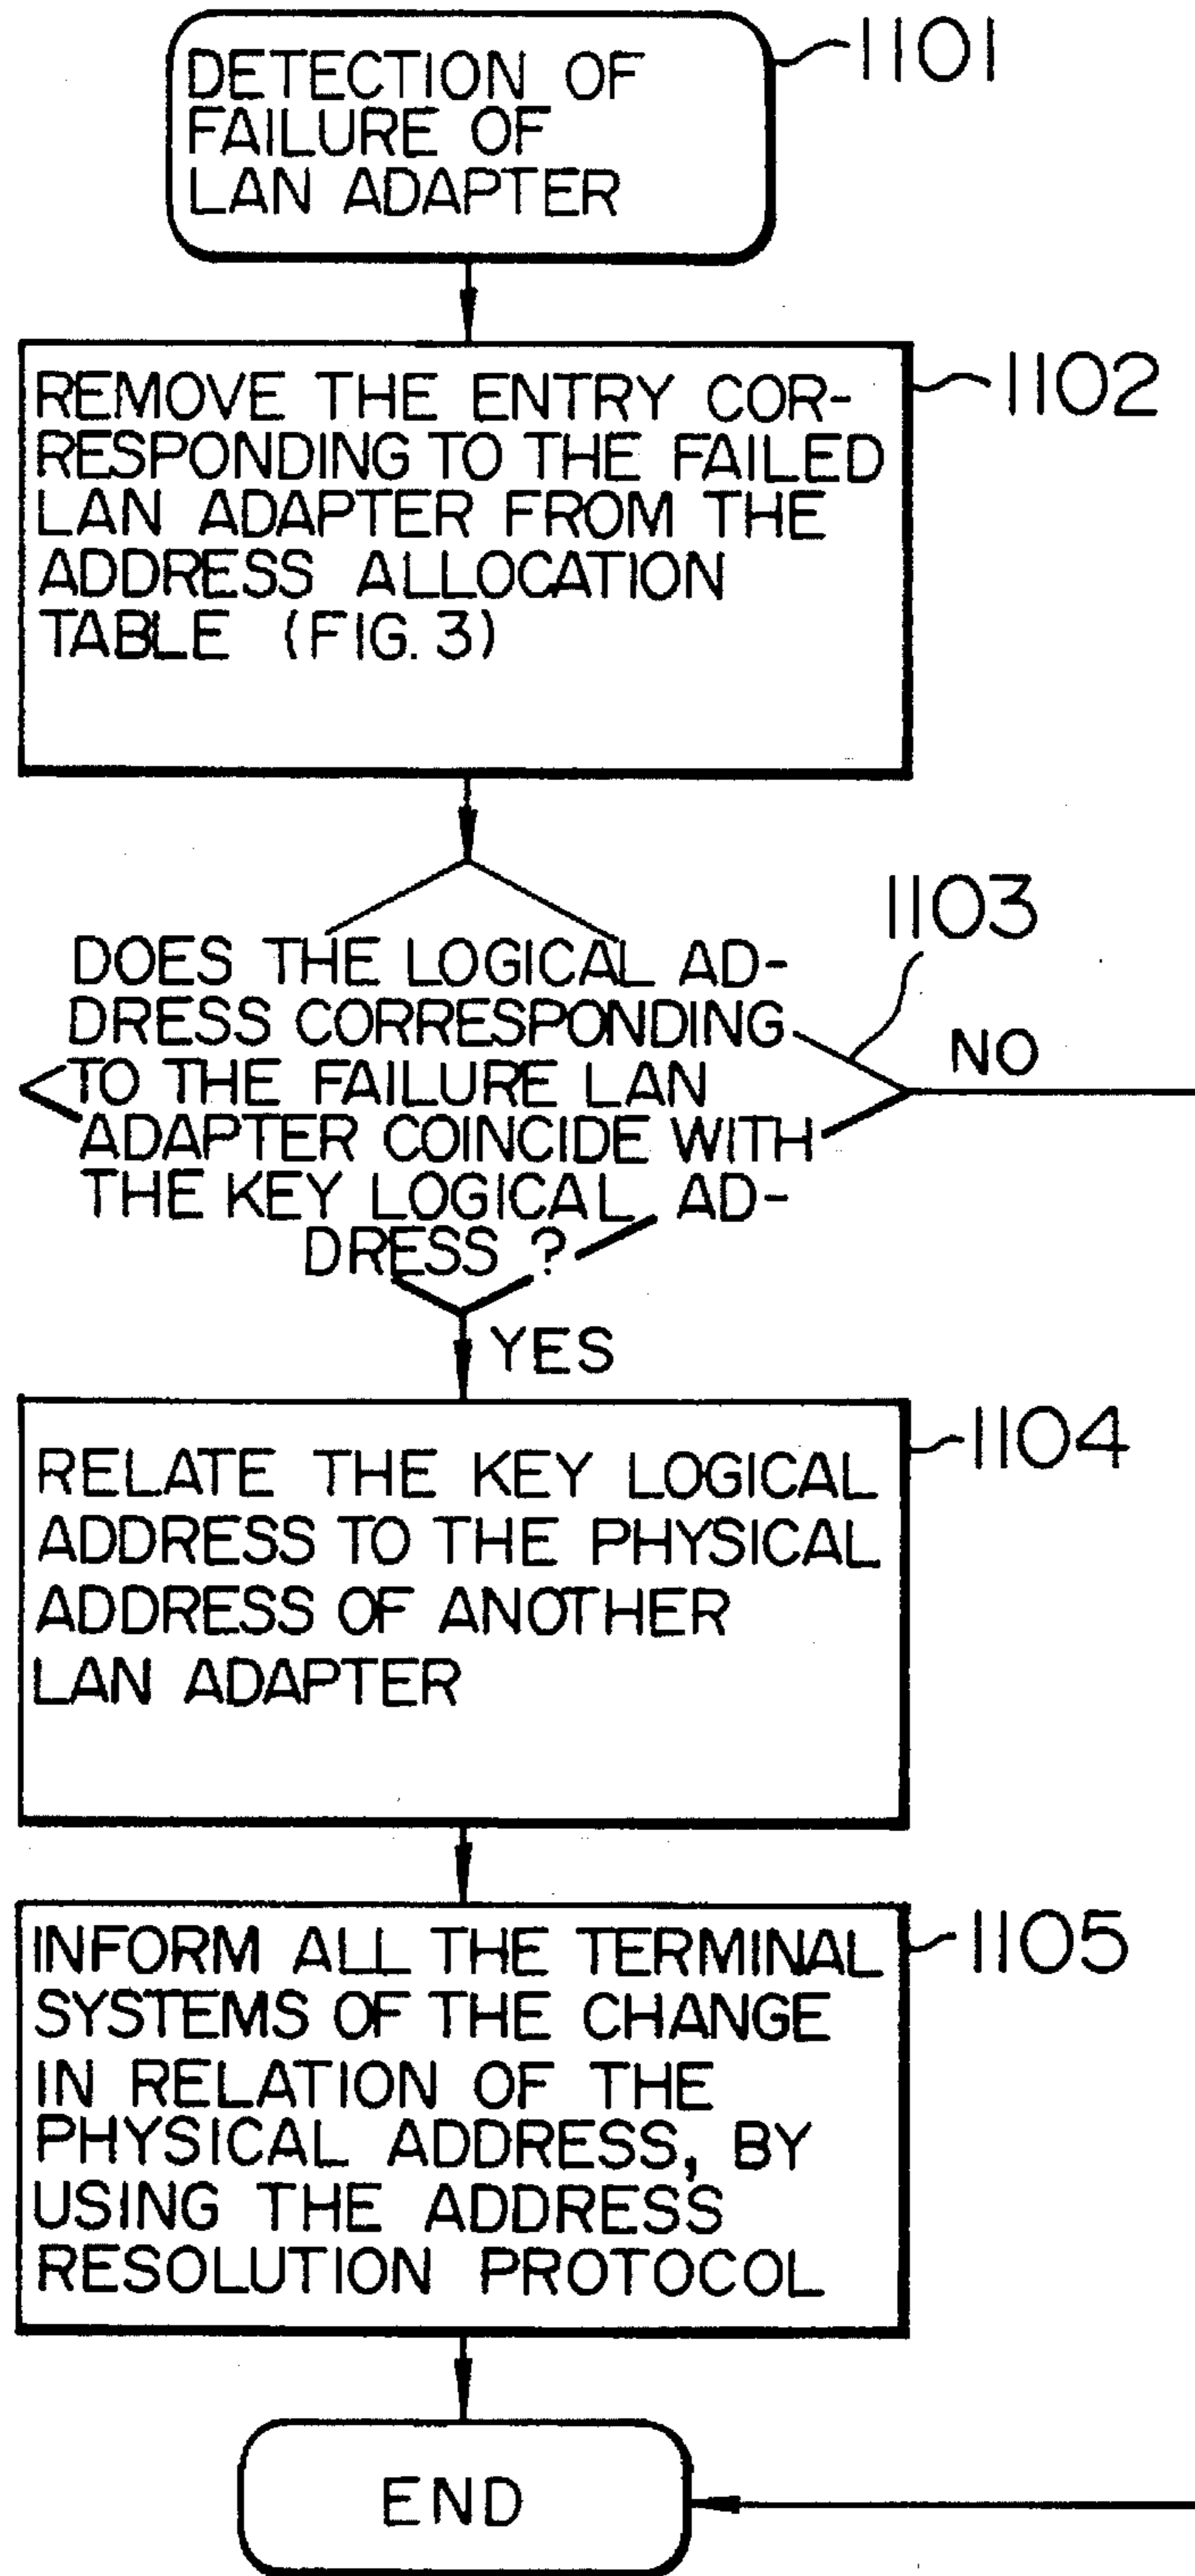 1101
DETECTION OF
FAILURE OF
LAN ADAPTER
1102
REMOVE THE ENTRY COR-
RESPONDING TO THE FAILED
LAN ADAPTER FROM THE
ADDRESS ALLOCATION
TABLE (FIG. 3)
1103
DOES THE LOGICAL AD-
DRESS CORRESPONDING
TO THE FAILURE LAN
ADAPTER COINCIDE WITH
THE KEY LOGICAL AD-
DRESS ?
NO
YES
1104
RELATE THE KEY LOGICAL
ADDRESS TO THE PHYSICAL
ADDRESS OF ANOTHER
LAN ADAPTER
1105
INFORM ALL THE TERMINAL
SYSTEMS OF THE CHANGE
IN RELATION OF THE
PHYSICAL ADDRESS, BY
USING THE ADDRESS
RESOLUTION PROTOCOL
END